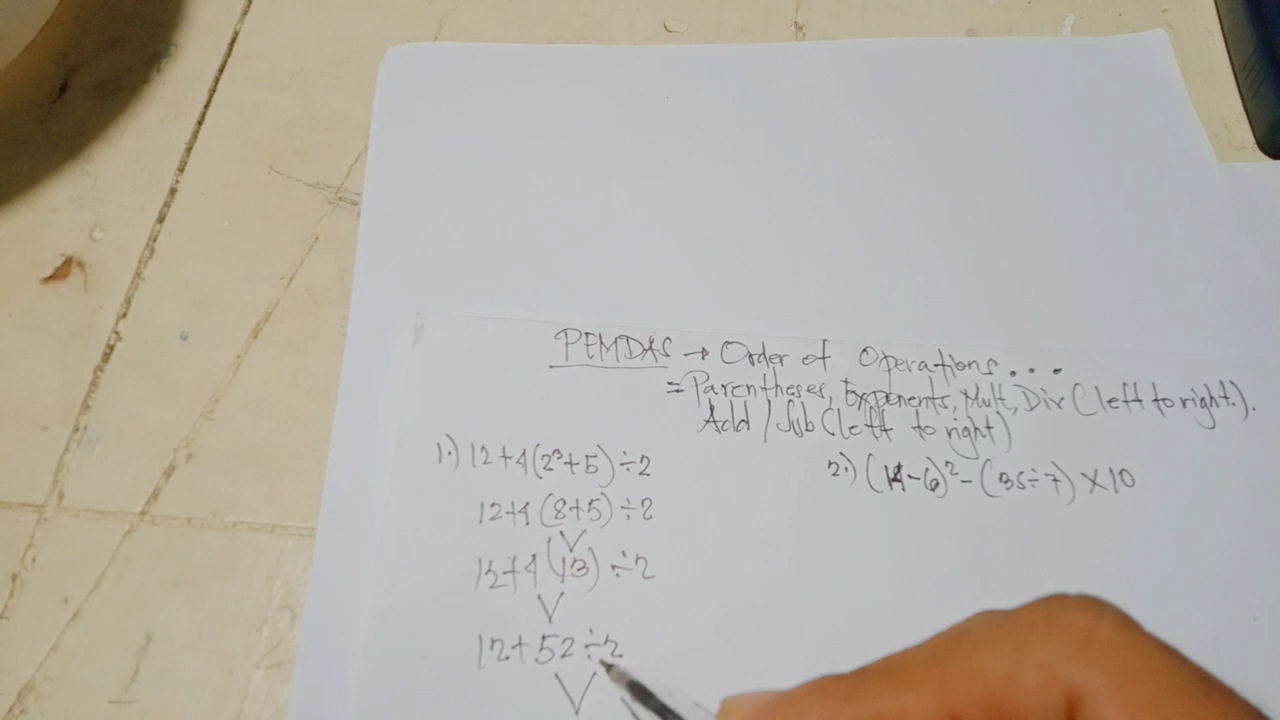 PEMDAS → Order of Operations...
= Parentheses, Exponents, Mult, Div (left to right.).
Add / Sub (left to right)
1.) 12+4(2³+5)÷2
12+4(8+5)÷2
12+4(13)÷2
12+52÷2
2.) (14-6)²-(35÷7)×10